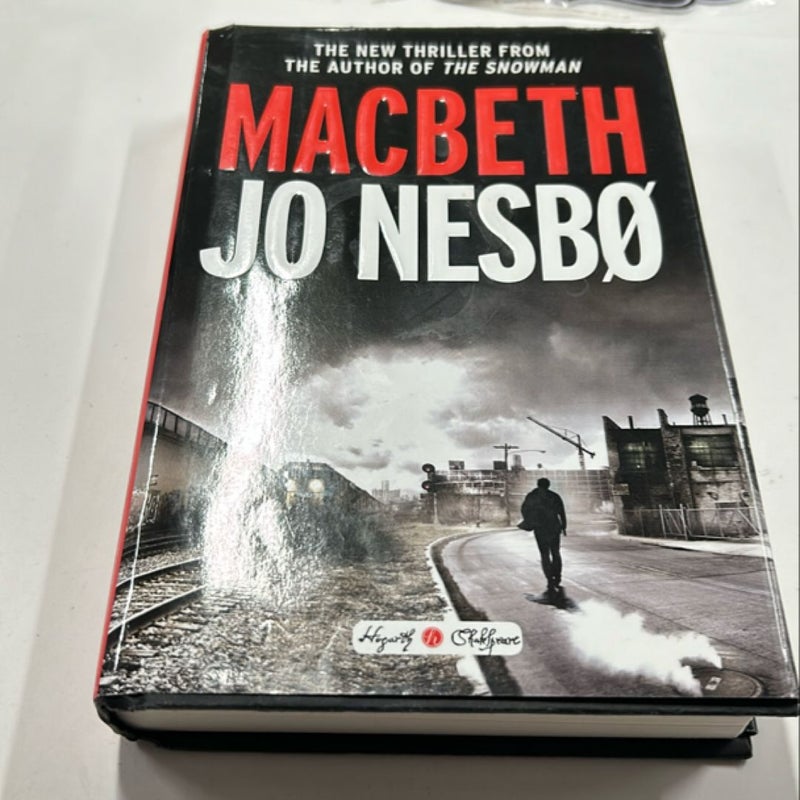 THE NEW THRILLER FROM
THE AUTHOR OF THE SNOWMAN
MACBETH
JO NESBØ
Hogarth h Shakespeare